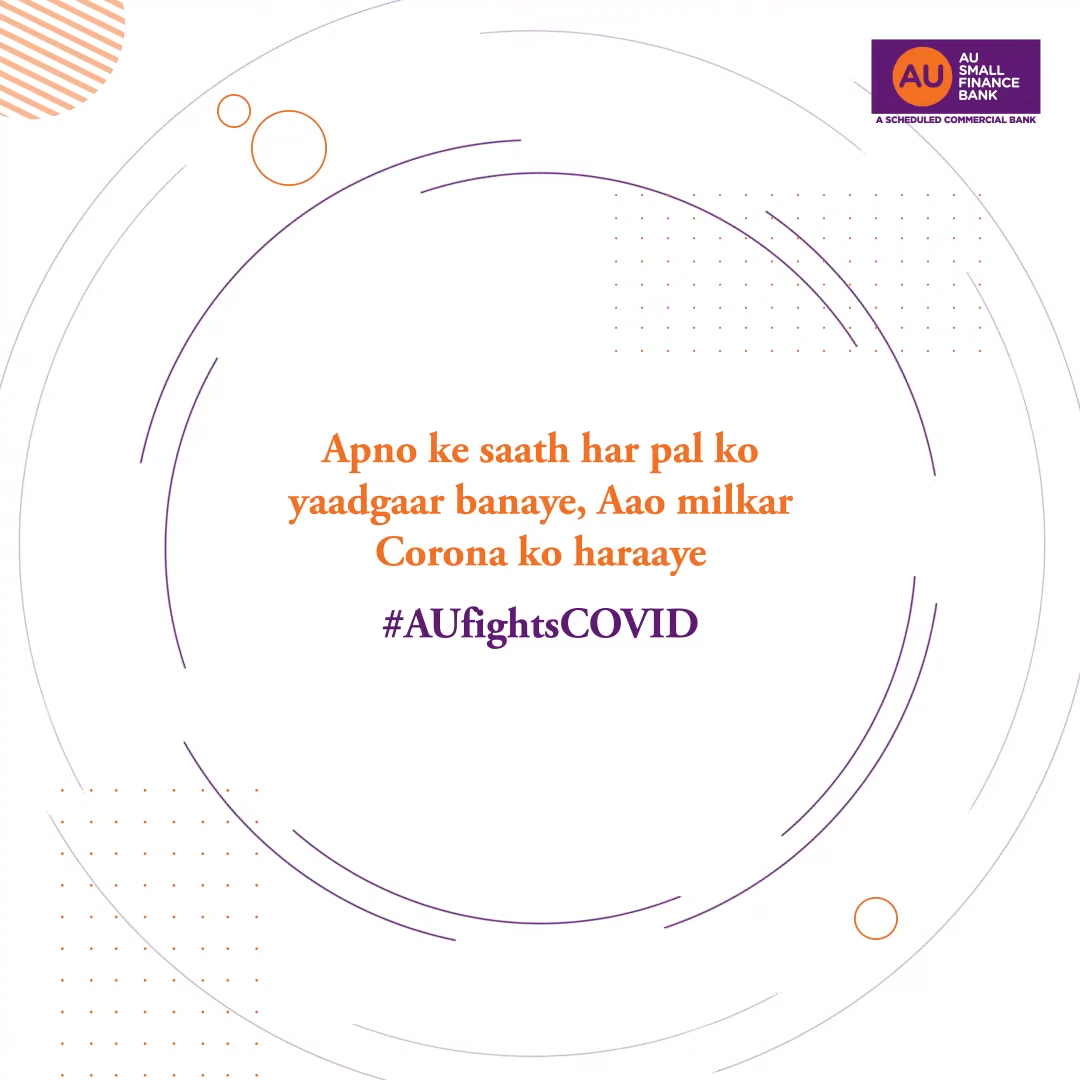 AU
AU
SMALL
FINANCE
BANK
A SCHEDULED COMMERCIAL BANK
Apno ke saath har pal ko
yaadgaar banaye, Aao milkar
Corona ko haraaye
#AUfightsCOVID